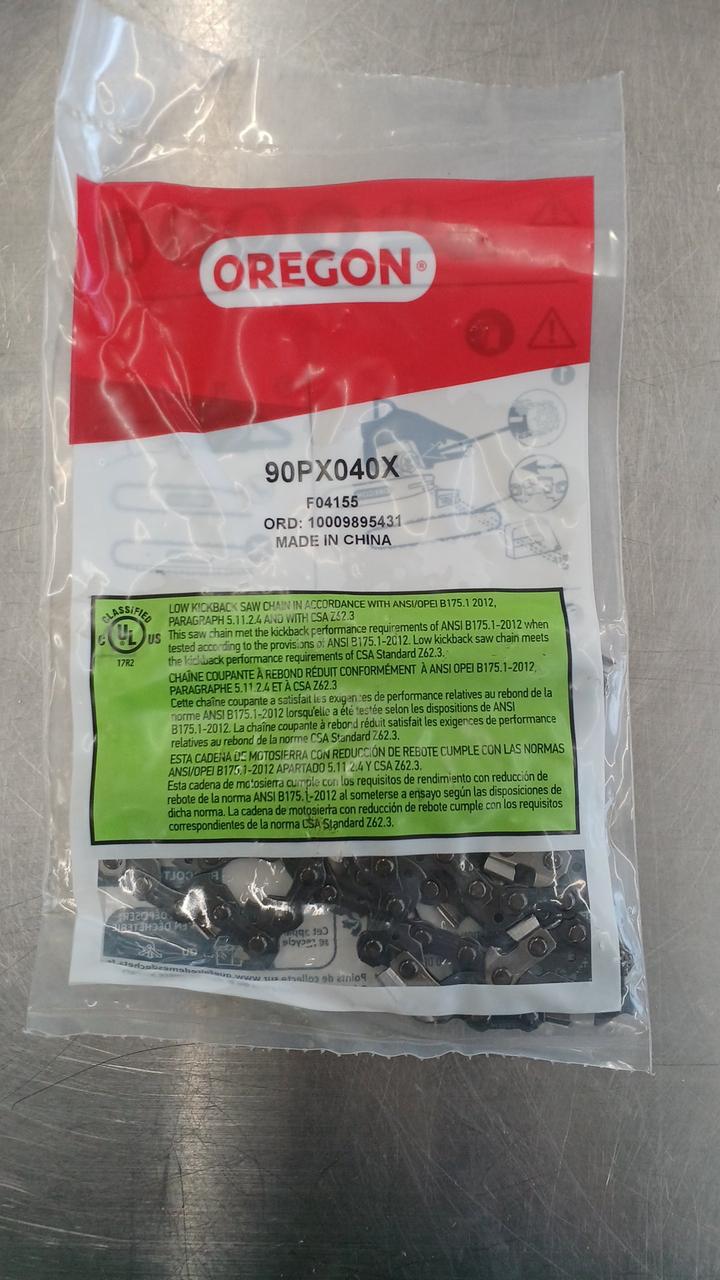 OREGON®
90PX040X
F04155
ORD: 10009895431
MADE IN CHINA
CLASSIFIED
C UL US
17R2
LOW KICKBACK SAW CHAIN IN ACCORDANCE WITH ANSI/OPEI B175.1 2012,
PARAGRAPH 5.11.2.4 AND WITH CSA Z62.3
This saw chain met the kickback performance requirements of ANSI B175.1-2012 when
tested according to the provisions of ANSI B175.1-2012. Low kickback saw chain meets
the kickback performance requirements of CSA Standard Z62.3.
CHAÎNE COUPANTE À REBOND RÉDUIT CONFORMÉMENT À ANSI OPEI B175.1-2012,
PARAGRAPHE 5.11.2.4 ET À CSA Z62.3
Cette chaîne coupante a satisfait les exigences de performance relatives au rebond de la
norme ANSI B175.1-2012 lorsqu'elle a été testée selon les dispositions de ANSI
B175.1-2012. La chaîne coupante à rebond réduit satisfait les exigences de performance
relatives au rebond de la norme CSA Standard Z62.3.
ESTA CADENA DE MOTOSIERRA CON REDUCCIÓN DE REBOTE CUMPLE CON LAS NORMAS
ANSI/OPEI B175.1-2012 APARTADO 5.11.2.4 Y CSA Z62.3.
Esta cadena de motosierra cumple con los requisitos de rendimiento con reducción de
rebote de la norma ANSI B175.1-2012 al someterse a ensayo según las disposiciones de
dicha norma. La cadena de motosierra con reducción de rebote cumple con los requisitos
correspondientes de la norma CSA Standard Z62.3.
Points de collecte sur www.quefairedemesdechets.fr